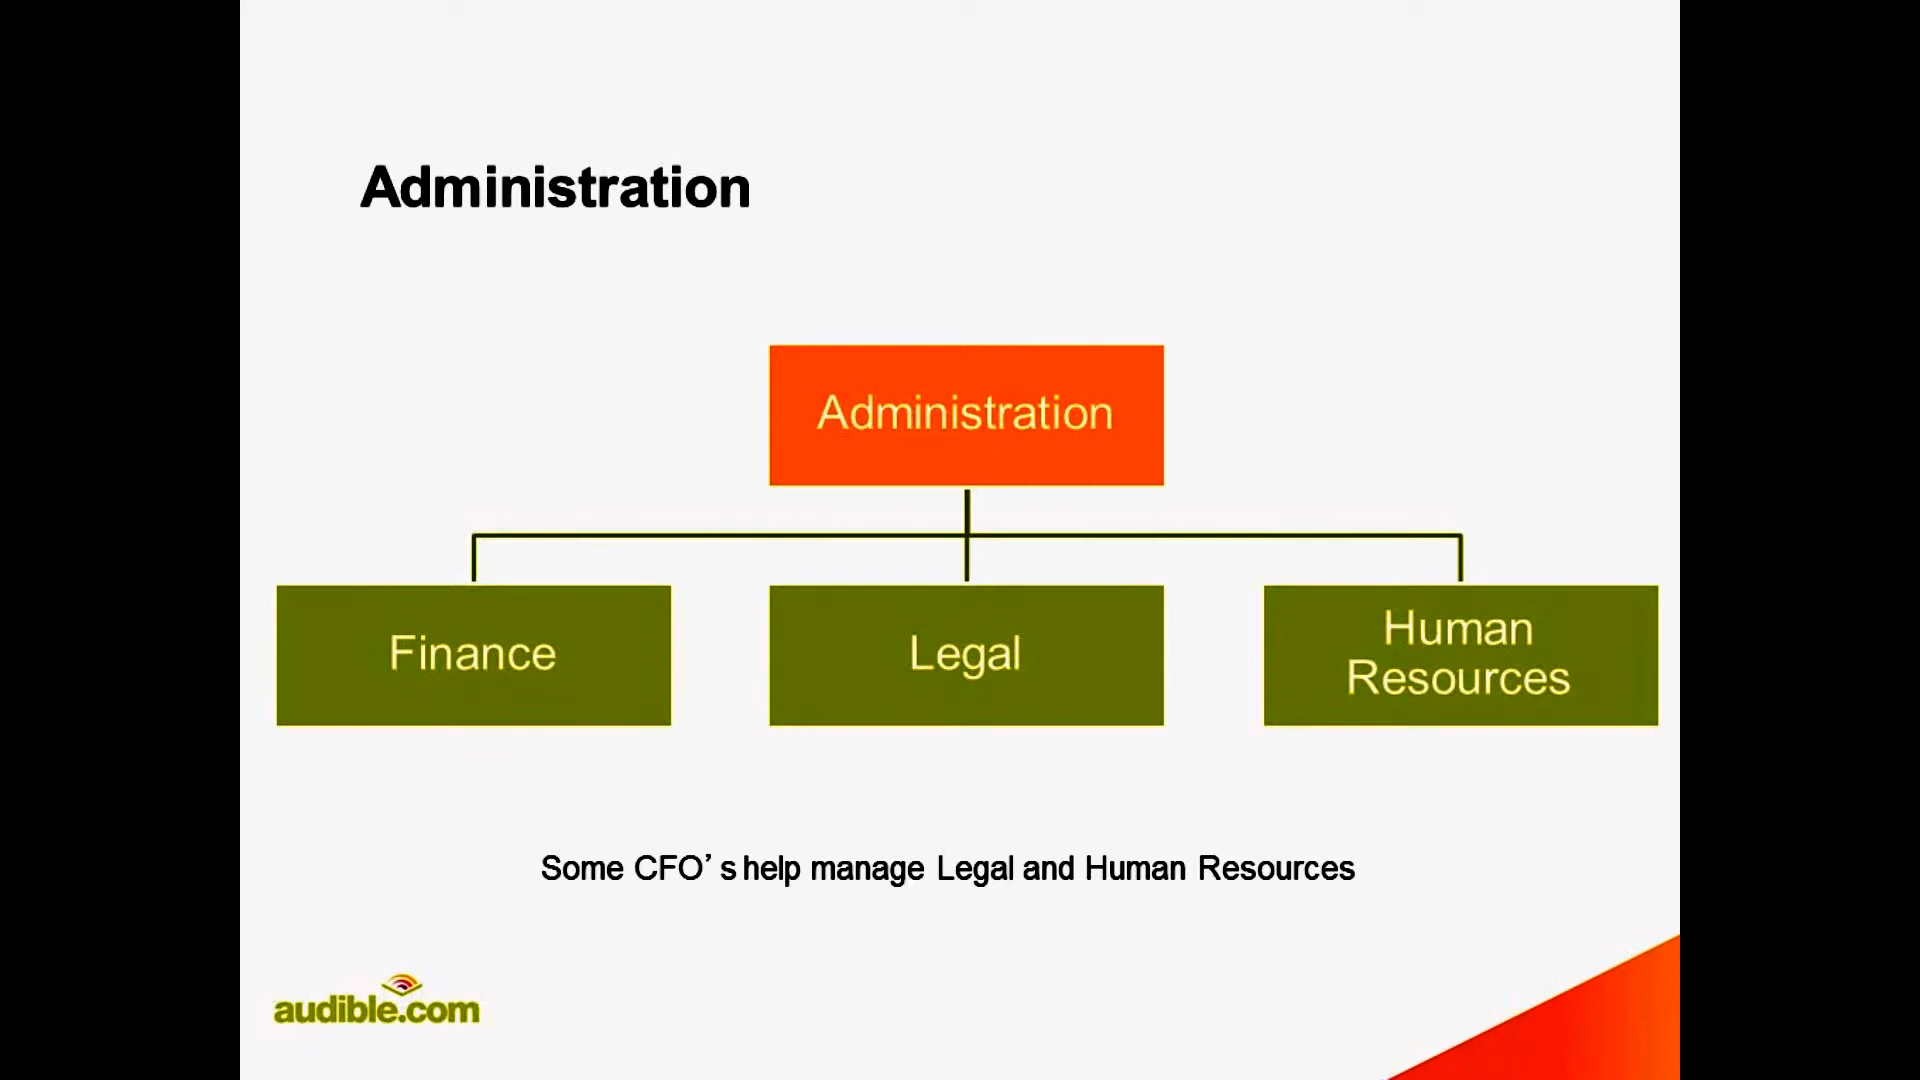 Administration
Administration
Finance
Legal
Human
Resources
Some CFO’s help manage Legal and Human Resources
audible.com